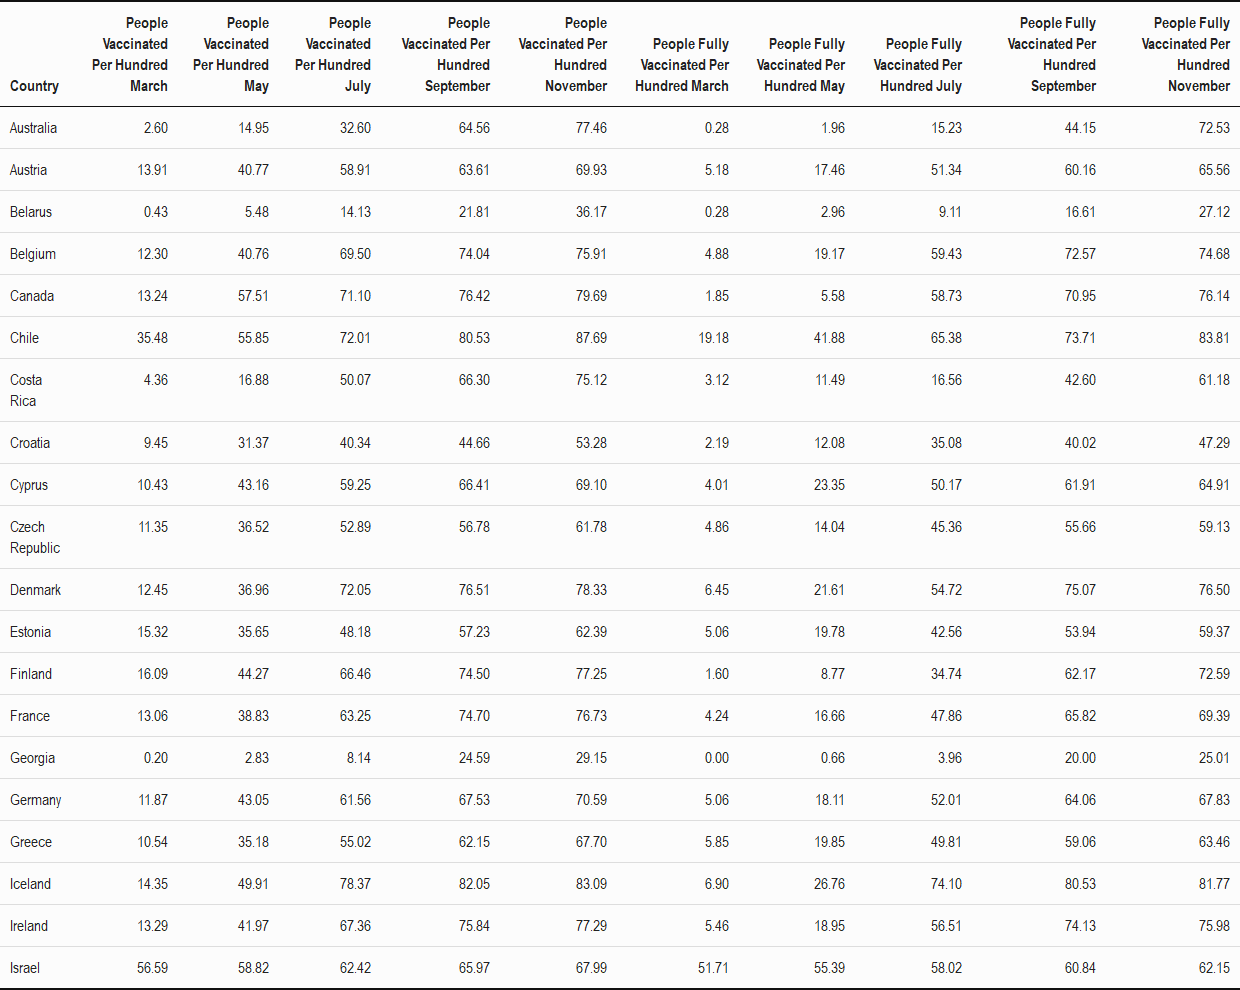 Country People Vaccinated Per Hundred March People Vaccinated Per Hundred May People Vaccinated Per Hundred July People Vaccinated Per Hundred September People Vaccinated Per Hundred November People Fully Vaccinated Per Hundred March People Fully Vaccinated Per Hundred May People Fully Vaccinated Per Hundred July People Fully Vaccinated Per Hundred September People Fully Vaccinated Per Hundred November
Australia 2.60 14.95 32.60 64.56 77.46 0.28 1.96 15.23 44.15 72.53
Austria 13.91 40.77 58.91 63.61 69.93 5.18 17.46 51.34 60.16 65.56
Belarus 0.43 5.48 14.13 21.81 36.17 0.28 2.96 9.11 16.61 27.12
Belgium 12.30 40.76 69.50 74.04 75.91 4.88 19.17 59.43 72.57 74.68
Canada 13.24 57.51 71.10 76.42 79.69 1.85 5.58 58.73 70.95 76.14
Chile 35.48 55.85 72.01 80.53 87.69 19.18 41.88 65.38 73.71 83.81
Costa Rica 4.36 16.88 50.07 66.30 75.12 3.12 11.49 16.56 42.60 61.18
Croatia 9.45 31.37 40.34 44.66 53.28 2.19 12.08 35.08 40.02 47.29
Cyprus 10.43 43.16 59.25 66.41 69.10 4.01 23.35 50.17 61.91 64.91
Czech Republic 11.35 36.52 52.89 56.78 61.78 4.86 14.04 45.36 55.66 59.13
Denmark 12.45 36.96 72.05 76.51 78.33 6.45 21.61 54.72 75.07 76.50
Estonia 15.32 35.65 48.18 57.23 62.39 5.06 19.78 42.56 53.94 59.37
Finland 16.09 44.27 66.46 74.50 77.25 1.60 8.77 34.74 62.17 72.59
France 13.06 38.83 63.25 74.70 76.73 4.24 16.66 47.86 65.82 69.39
Georgia 0.20 2.83 8.14 24.59 29.15 0.00 0.66 3.96 20.00 25.01
Germany 11.87 43.05 61.56 67.53 70.59 5.06 18.11 52.01 64.06 67.83
Greece 10.54 35.18 55.02 62.15 67.70 5.85 19.85 49.81 59.06 63.46
Iceland 14.35 49.91 78.37 82.05 83.09 6.90 26.76 74.10 80.53 81.77
Ireland 13.29 41.97 67.36 75.84 77.29 5.46 18.95 56.51 74.13 75.98
Israel 56.59 58.82 62.42 65.97 67.99 51.71 55.39 58.02 60.84 62.15